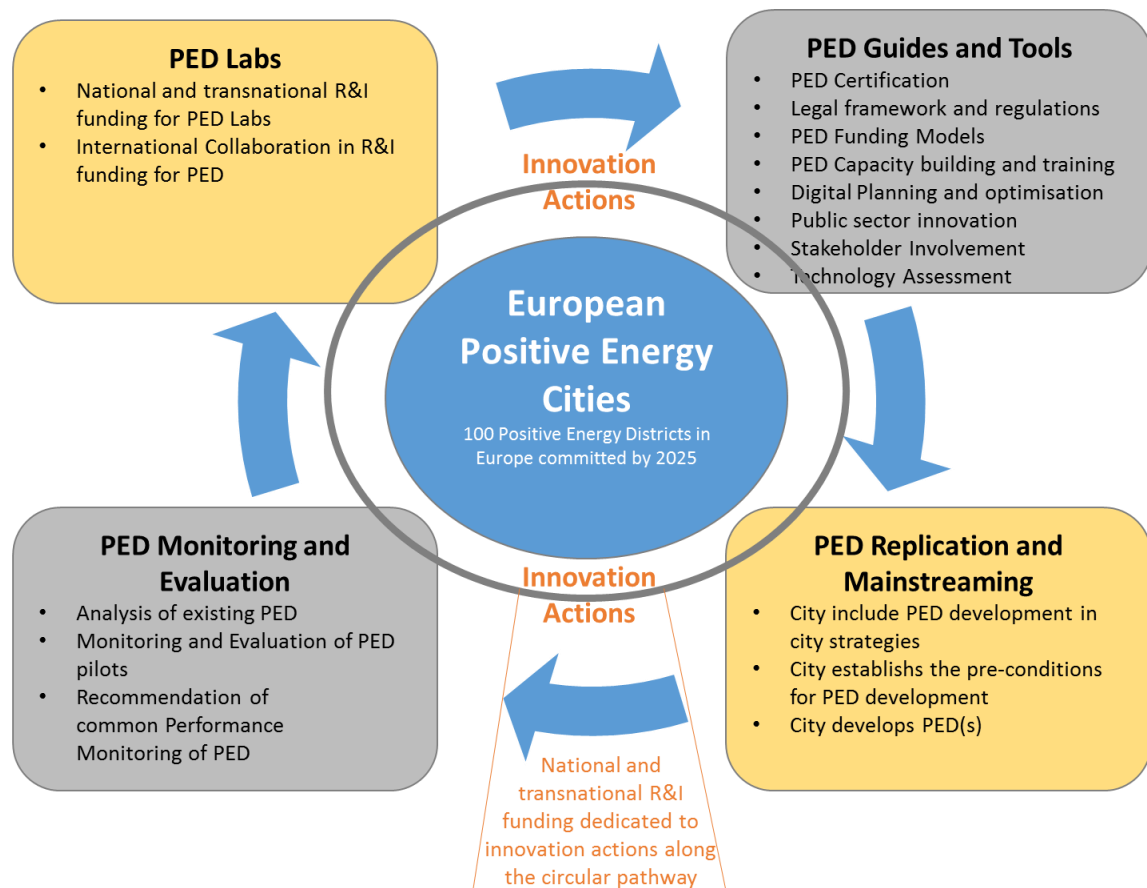 PED Labs
• National and transnational R&I
funding for PED Labs
• International Collaboration in R&I
funding for PED
Innovation
Actions
PED Guides and Tools
• PED Certification
• Legal framework and regulations
• PED Funding Models
• PED Capacity building and training
• Digital Planning and optimisation
• Public sector innovation
• Stakeholder Involvement
• Technology Assessment
European
Positive Energy
Cities
100 Positive Energy Districts in
Europe committed by 2025
PED Monitoring and
Evaluation
• Analysis of existing PED
• Monitoring and Evaluation of PED
pilots
• Recommendation of
common Performance
Monitoring of PED
Innovation
Actions
National and
transnational R&I
funding dedicated to
innovation actions along
the circular pathway
PED Replication and
Mainstreaming
• City include PED development in
city strategies
• City establishs the pre-conditions
for PED development
• City develops PED(s)